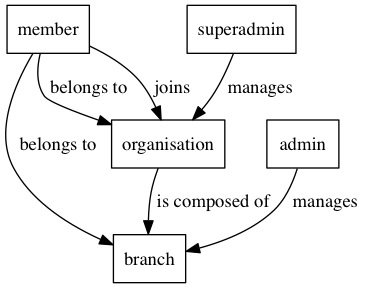 member
superadmin
belongs to
joins
manages
organisation
admin
belongs to
is composed of
manages
branch